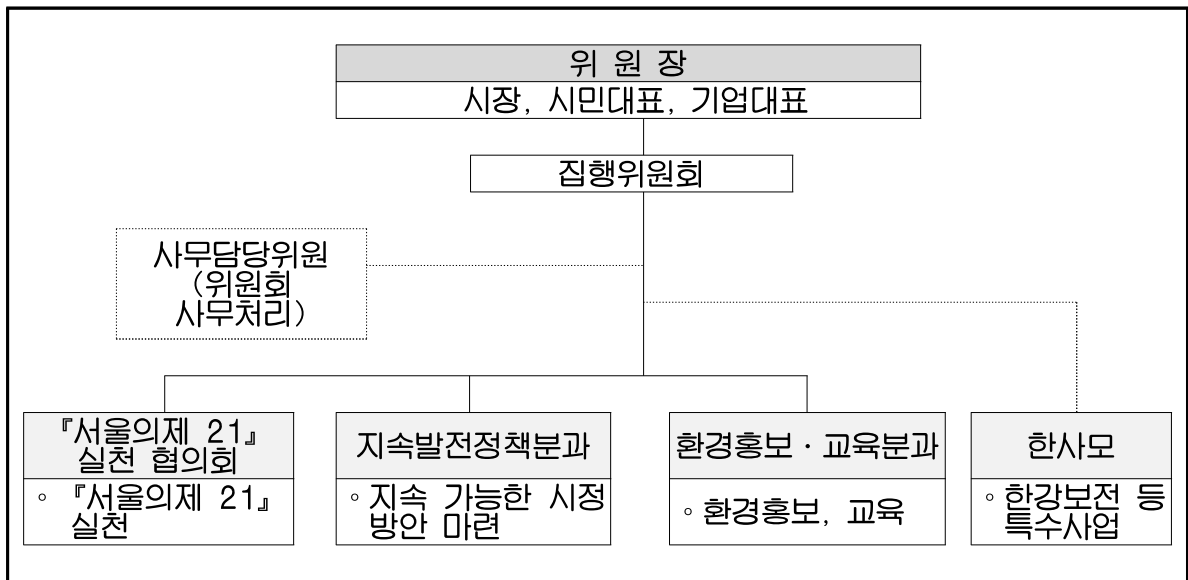 위 원 장
시장, 시민대표, 기업대표
집행위원회
사무담당위원
(위원회
사무처리)
『서울의제 21』
실천 협의회
◦ 『서울의제 21』
실천
지속발전정책분과
◦ 지속 가능한 시정
방안 마련
환경홍보·교육분과
◦ 환경홍보, 교육
한사모
◦ 한강보전 등
특수사업